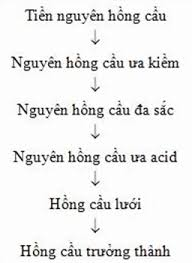 Tiền nguyên hồng cầu
↓
Nguyên hồng cầu ưa kiềm
↓
Nguyên hồng cầu đa sắc
↓
Nguyên hồng cầu ưa acid
↓
Hồng cầu lưới
↓
Hồng cầu trưởng thành